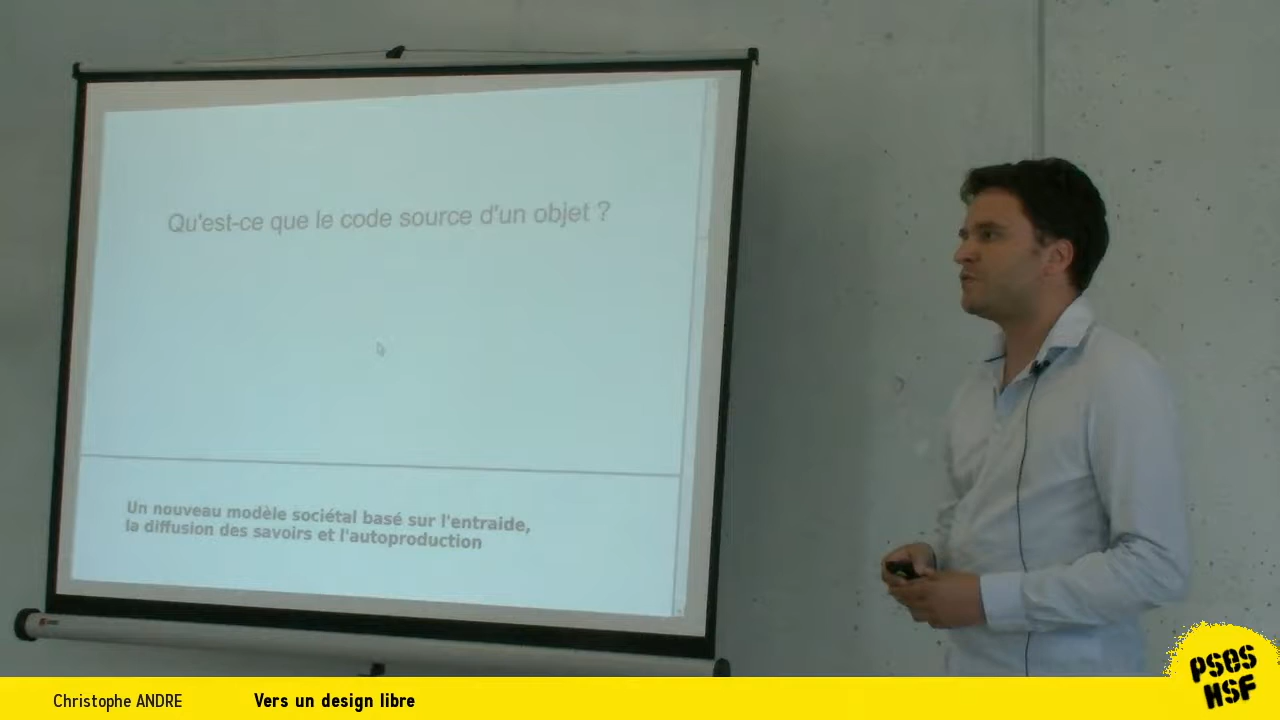 Qu'est-ce que le code source d'un objet ?
Un nouveau modèle sociétal basé sur l'entraide,
la diffusion des savoirs et l'autoproduction
Christophe ANDRE
Vers un design libre
PSES
HSF